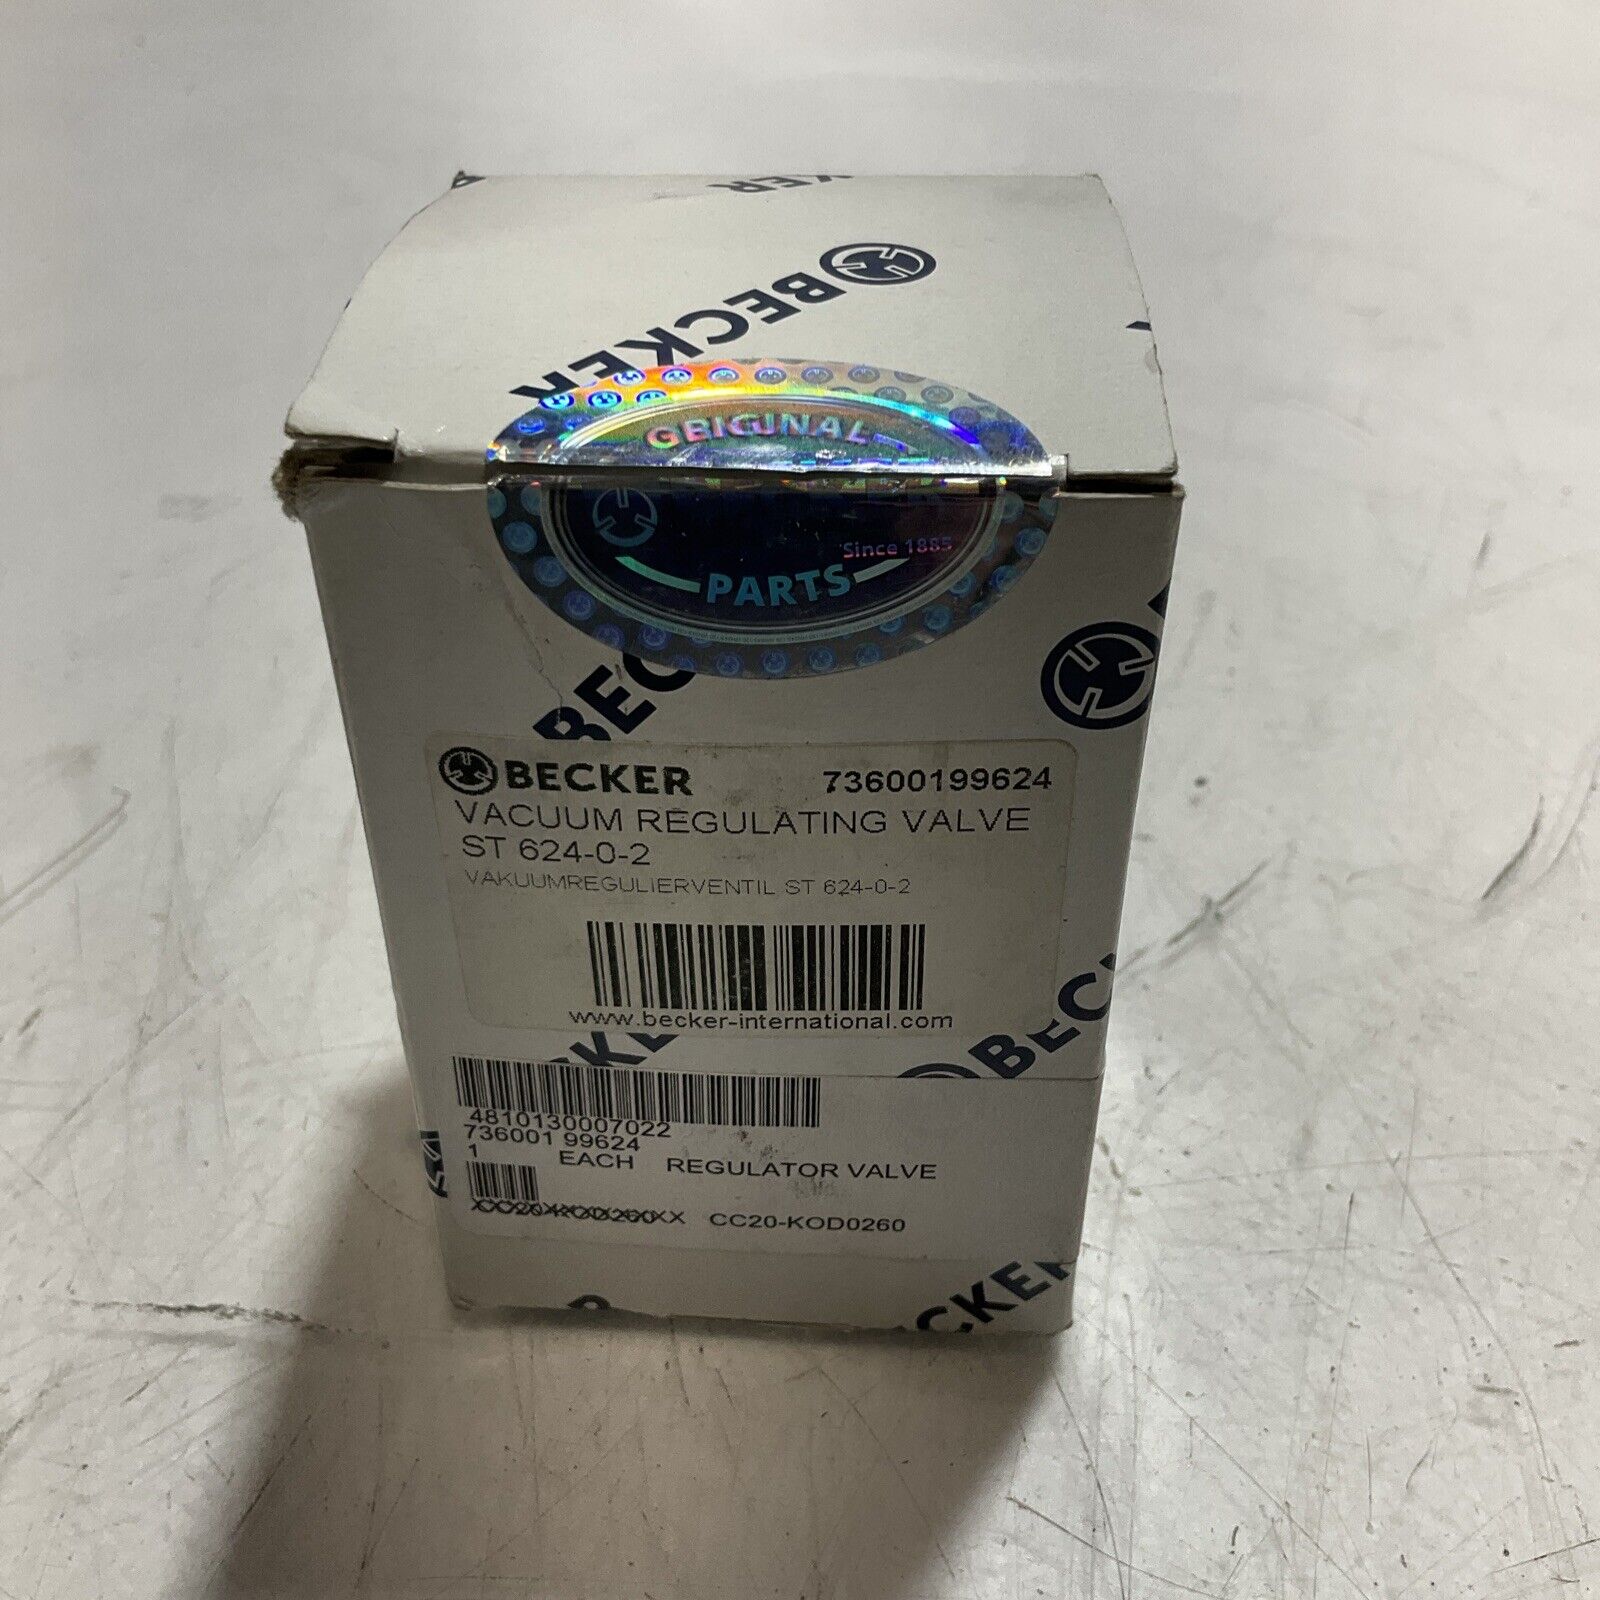 BECKER
ORIGINAL
Since 1885
PARTS
BECKER 73600199624
VACUUM REGULATING VALVE
ST 624-0-2
VAKUUMREGULIERVENTIL ST 624-0-2
www.becker-international.com
BECKER
4810130007022
736001 99624
1 EACH REGULATOR VALVE
CC20-KOD0260